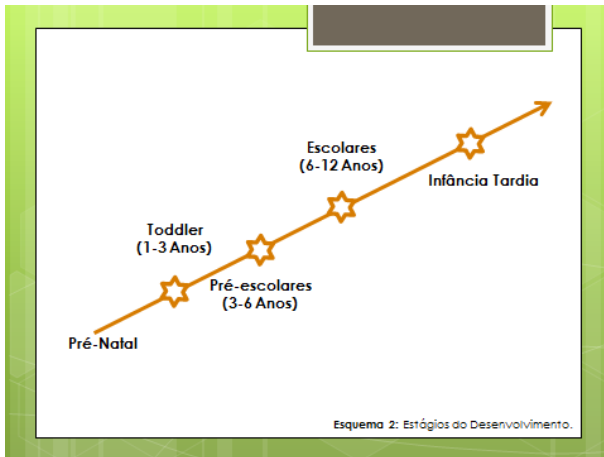 Escolares
(6-12 Anos)
Infância Tardia
Toddler
(1-3 Anos)
Pré-escolares
(3-6 Anos)
Pré-Natal
Esquema 2: Estágios do Desenvolvimento.